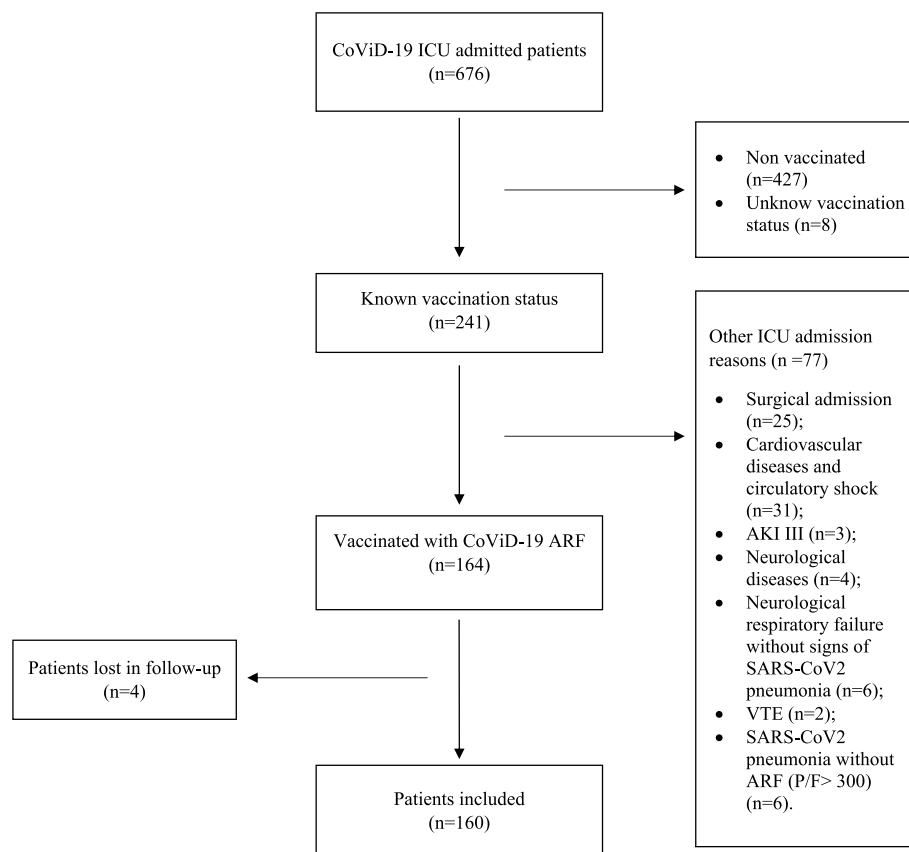 CoViD-19 ICU admitted patients
(n=676)
• Non vaccinated
(n=427)
• Unknow vaccination
status (n=8)
Known vaccination status
(n=241)
Other ICU admission
reasons (n =77)
• Surgical admission
(n=25);
• Cardiovascular
diseases and
circulatory shock
(n=31);
• AKI III (n=3);
• Neurological
diseases (n=4);
• Neurological
respiratory failure
without signs of
SARS-CoV2
pneumonia (n=6);
• VTE (n=2);
• SARS-CoV2
pneumonia without
ARF (P/F> 300)
(n=6).
Vaccinated with CoViD-19 ARF
(n=164)
Patients lost in follow-up
(n=4)
Patients included
(n=160)